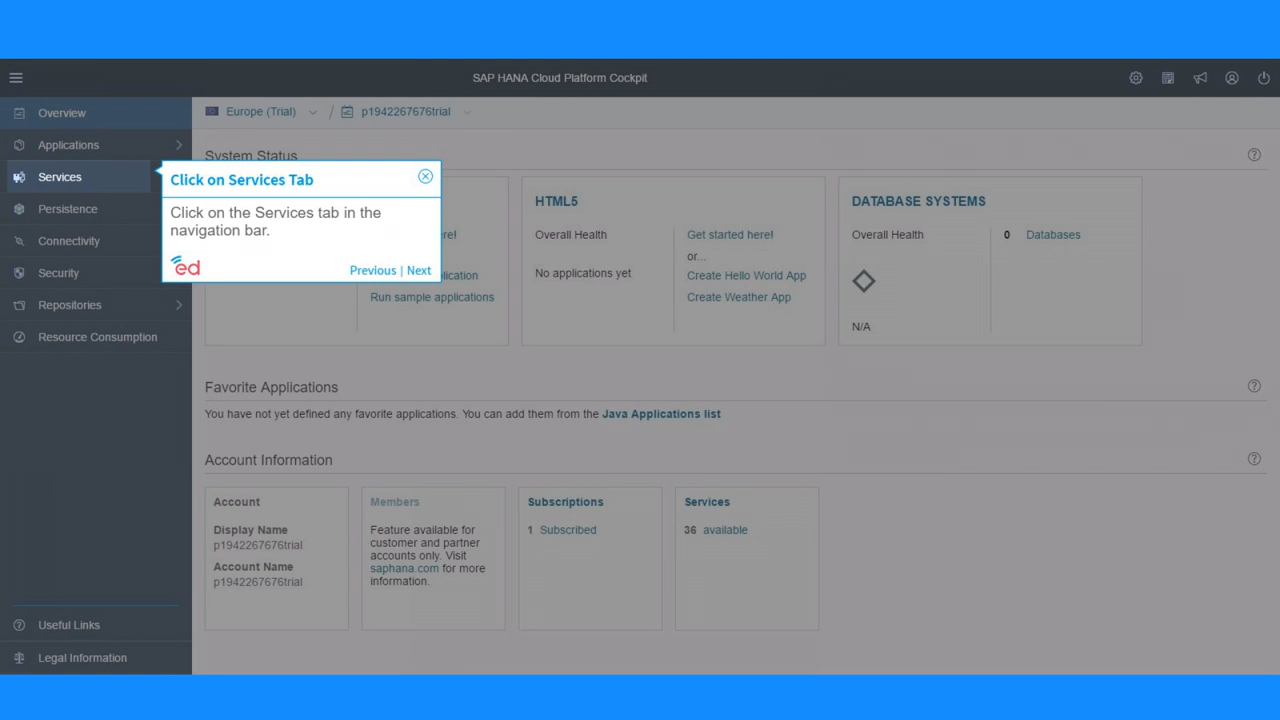 SAP HANA Cloud Platform Cockpit
Overview
Applications
Services
Persistence
Connectivity
Security
Repositories
Resource Consumption
Useful Links
Legal Information
Europe (Trial) / p1942267676trial
System Status
Click on Services Tab
Click on the Services tab in the
navigation bar.
ed
Previous | Next
Run sample applications
HTML5
Overall Health
No applications yet
Get started here!
or...
Create Hello World App
Create Weather App
DATABASE SYSTEMS
Overall Health
N/A
0 Databases
Favorite Applications
You have not yet defined any favorite applications. You can add them from the Java Applications list
Account Information
Account
Display Name
p1942267676trial
Account Name
p1942267676trial
Members
Feature available for
customer and partner
accounts only. Visit
saphana.com for more
information.
Subscriptions
1 Subscribed
Services
36 available